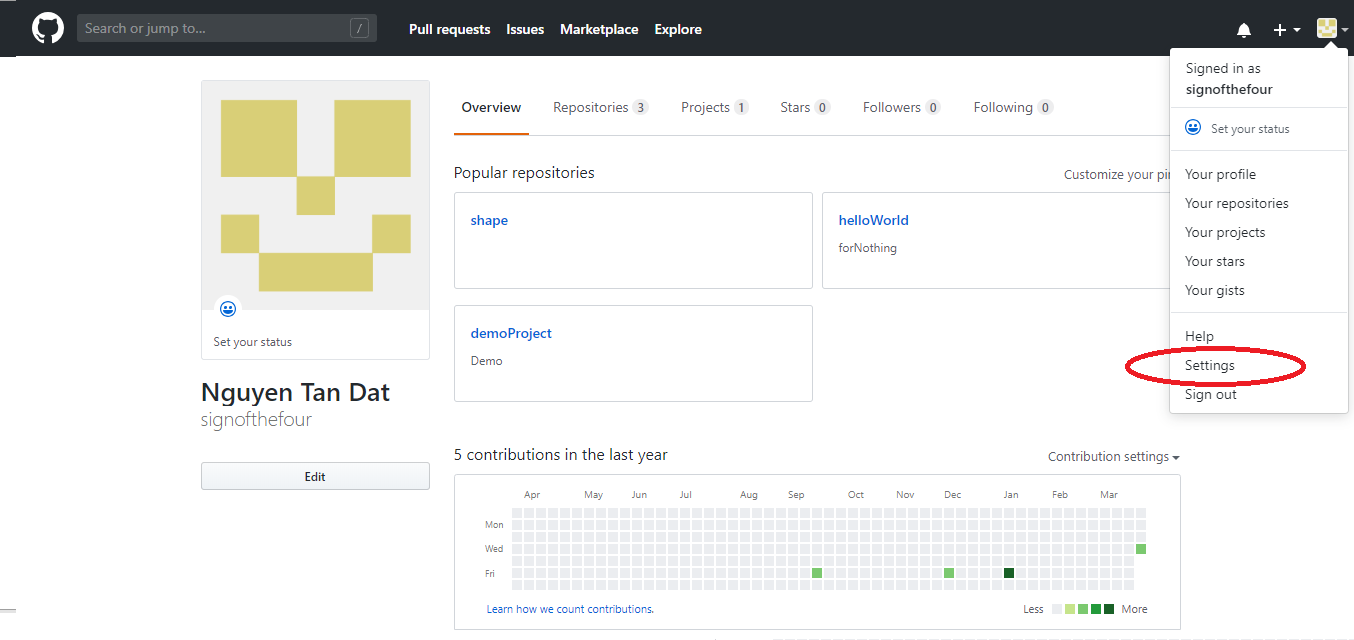 Search or jump to... /
Pull requests Issues Marketplace Explore
Signed in as
signofthefour
Set your status
Your profile
Your repositories
Your projects
Your stars
Your gists
Help
Settings
Sign out
Overview Repositories 3 Projects 1 Stars 0 Followers 0 Following 0
Set your status
Nguyen Tan Dat
signofthefour
Edit
Popular repositories
Customize your pi
shape
helloWorld
forNothing
demoProject
Demo
5 contributions in the last year
Contribution settings
Apr May Jun Jul Aug Sep Oct Nov Dec Jan Feb Mar
Mon
Wed
Fri
Learn how we count contributions.
Less More